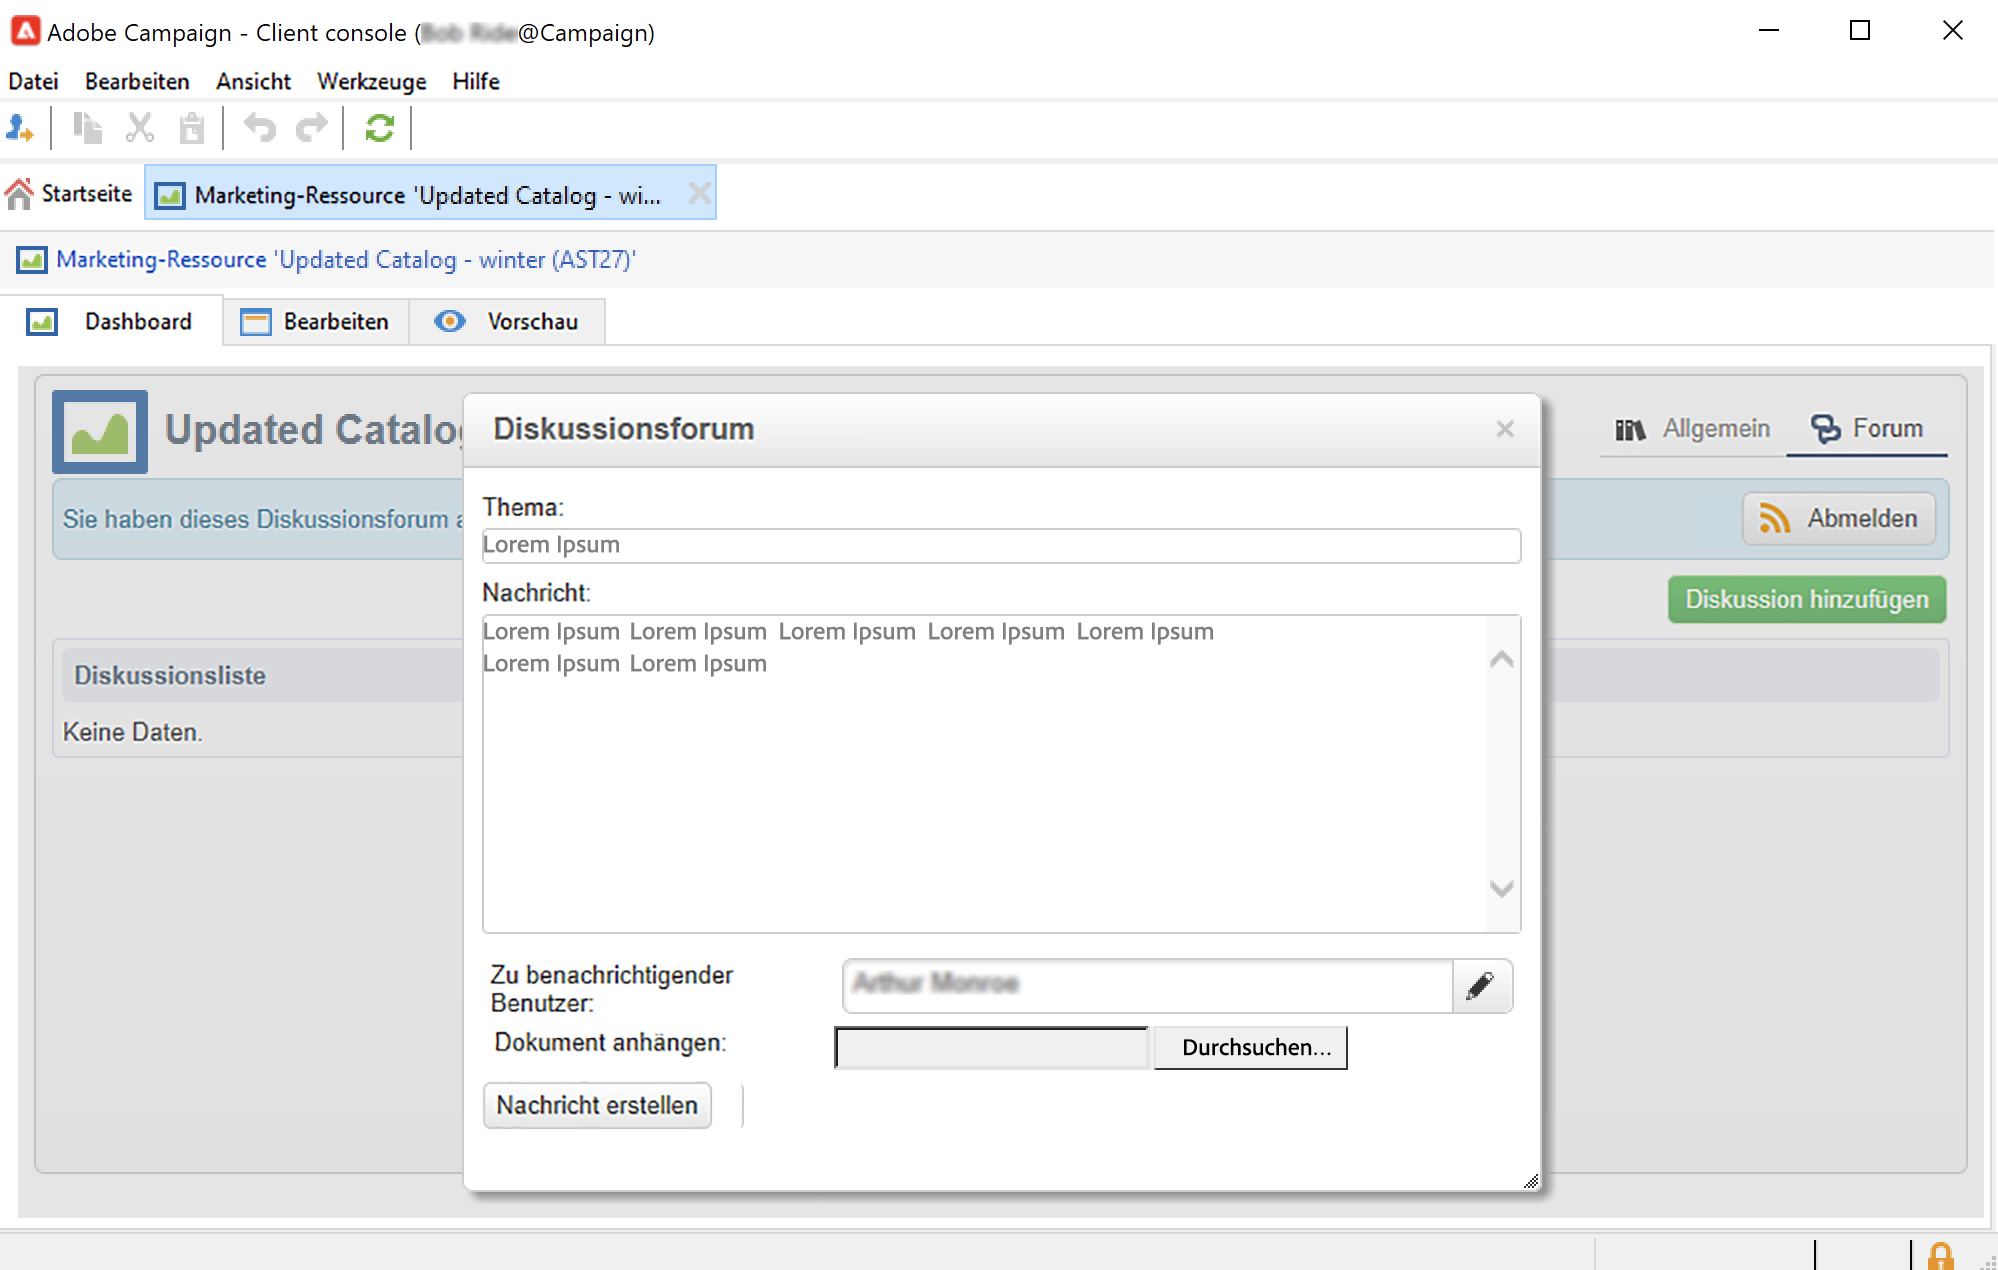 Adobe Campaign - Client console (@Campaign)
Datei Bearbeiten Ansicht Werkzeuge Hilfe
Startseite Marketing-Ressource 'Updated Catalog - wi...
Marketing-Ressource 'Updated Catalog - winter (AST27)'
Dashboard Bearbeiten Vorschau
Updated Catalog
Diskussionsforum
Allgemein Forum
Sie haben dieses Diskussionsforum a
Abmelden
Thema:
Lorem Ipsum
Nachricht:
Diskussion hinzufügen
Lorem Ipsum Lorem Ipsum Lorem Ipsum Lorem Ipsum Lorem Ipsum
Lorem Ipsum Lorem Ipsum
Diskussionsliste
Keine Daten.
Zu benachrichtigender
Benutzer:
Dokument anhängen:
Durchsuchen...
Nachricht erstellen